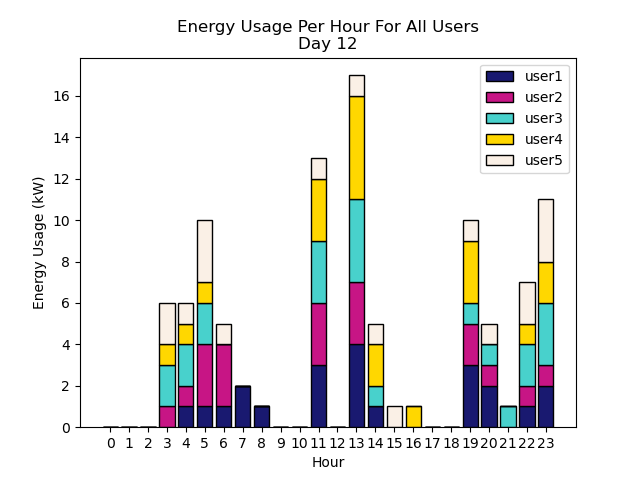 Energy Usage Per Hour For All Users
Day 12
user1
user2
user3
user4
user5
Energy Usage (kW)
16
14
12
10
8
6
4
2
0
0 1 2 3 4 5 6 7 8 9 10 11 12 13 14 15 16 17 18 19 20 21 22 23
Hour